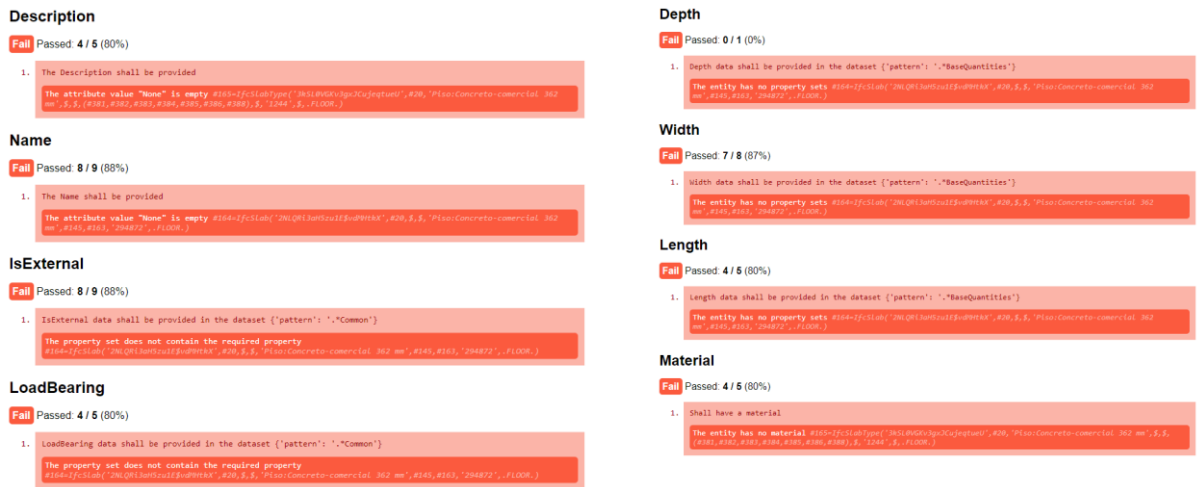 Description
Fail Passed: 4 / 5 (80%)
1. The Description shall be provided
The attribute value "None" is empty #165=IfcSlabType('3kSL0VGXv3gxJCujeqtueU',#20,'Piso:Concreto-comercial 362
mm',$,$,(#381,#382,#383,#384,#385,#386,#388),$,'1244',$,.FLOOR.)
Name
Fail Passed: 8 / 9 (88%)
1. The Name shall be provided
The attribute value "None" is empty #164=IfcSlab('2NLQRi3aH5zu1E$vdPHtkX',#20,$,$,'Piso:Concreto-comercial 362
mm',#145,#163,'294872',.FLOOR.)
IsExternal
Fail Passed: 8 / 9 (88%)
1. IsExternal data shall be provided in the dataset {'pattern': '.*Common'}
The property set does not contain the required property
#164=IfcSlab('2NLQRi3aH5zu1E$vdPHtkX',#20,$,$,'Piso:Concreto-comercial 362 mm',#145,#163,'294872',.FLOOR.)
LoadBearing
Fail Passed: 4 / 5 (80%)
1. LoadBearing data shall be provided in the dataset {'pattern': '.*Common'}
The property set does not contain the required property
#164=IfcSlab('2NLQRi3aH5zu1E$vdPHtkX',#20,$,$,'Piso:Concreto-comercial 362 mm',#145,#163,'294872',.FLOOR.)
Depth
Fail Passed: 0 / 1 (0%)
1. Depth data shall be provided in the dataset {'pattern': '.*BaseQuantities'}
The entity has no property sets #164=IfcSlab('2NLQRi3aH5zu1E$vdPHtkX',#20,$,$,'Piso:Concreto-comercial 362
mm',#145,#163,'294872',.FLOOR.)
Width
Fail Passed: 7 / 8 (87%)
1. Width data shall be provided in the dataset {'pattern': '.*BaseQuantities'}
The entity has no property sets #164=IfcSlab('2NLQRi3aH5zu1E$vdPHtkX',#20,$,$,'Piso:Concreto-comercial 362
mm',#145,#163,'294872',.FLOOR.)
Length
Fail Passed: 4 / 5 (80%)
1. Length data shall be provided in the dataset {'pattern': '.*BaseQuantities'}
The entity has no property sets #164=IfcSlab('2NLQRi3aH5zu1E$vdPHtkX',#20,$,$,'Piso:Concreto-comercial 362
mm',#145,#163,'294872',.FLOOR.)
Material
Fail Passed: 4 / 5 (80%)
1. Shall have a material
The entity has no material #165=IfcSlabType('3kSL0VGXv3gxJCujeqtueU',#20,'Piso:Concreto-comercial 362 mm',$,$,
(#381,#382,#383,#384,#385,#386,#388),$,'1244',$,.FLOOR.)